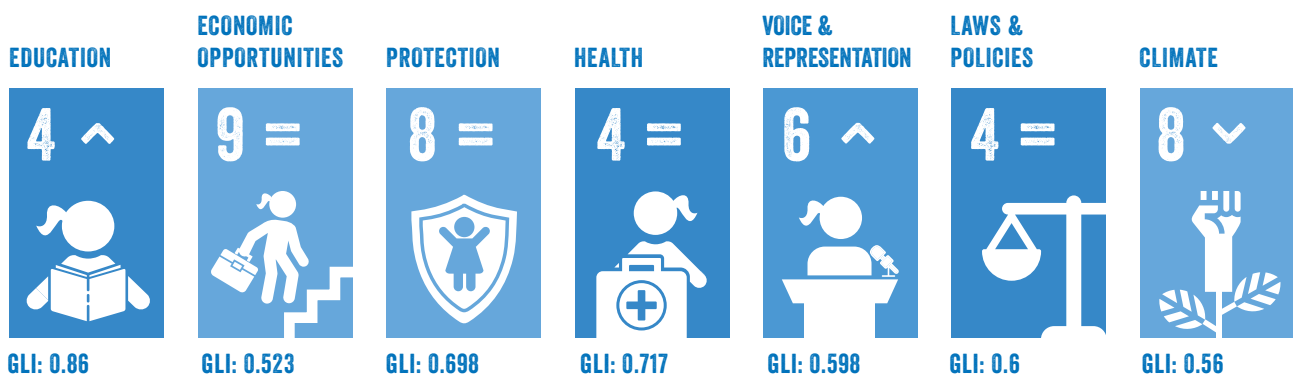 EDUCATION
4 ^
GLI: 0.86
ECONOMIC
OPPORTUNITIES
9 =
GLI: 0.523
PROTECTION
8 =
GLI: 0.698
HEALTH
4 =
GLI: 0.717
VOICE &
REPRESENTATION
6 ^
GLI: 0.598
LAWS &
POLICIES
4 =
GLI: 0.6
CLIMATE
8 ˅
GLI: 0.56